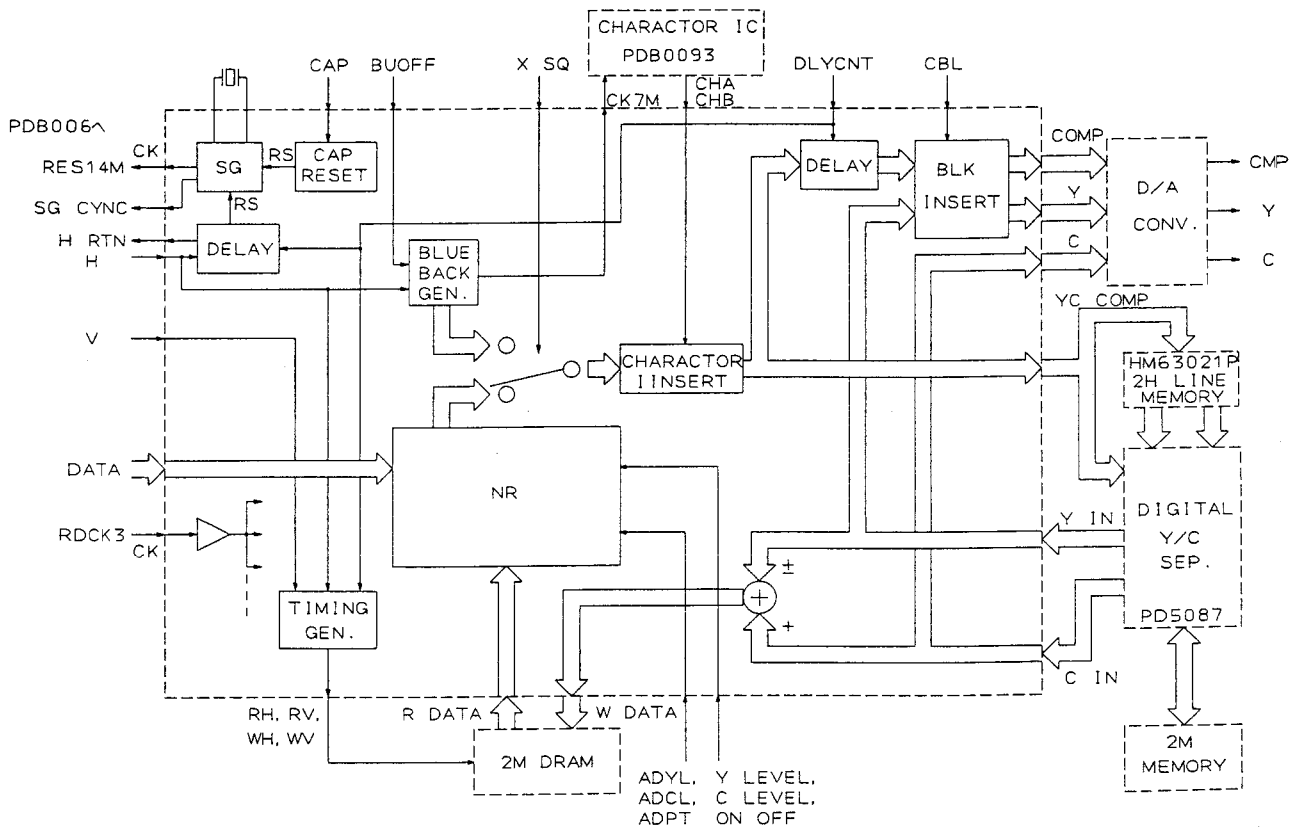 CHARACTOR IC
PDB0093
CAP
BUOFF
X SQ
DLYCNT
CBL
CK7M
CHA
CHB
PDB006
CK
RES14M
SG
RS
CAP
RESET
DELAY
BLK
INSERT
COMP
Y
C
D/A
CONV.
CMP
Y
C
SG CYNC
RS
H RTN
H
DELAY
BLUE
BACK
GEN.
V
CHARACTOR
IINSERT
YC COMP
HM63021P
2H LINE
MEMORY
DATA
NR
RDCK3
CK
DIGITAL
Y/C
SEP.
PD5087
Y IN
±
+
+
C IN
TIMING
GEN.
RH, RV,
WH, WV
R DATA
W DATA
2M DRAM
ADYL, Y LEVEL,
ADCL, C LEVEL,
ADPT ON OFF
2M
MEMORY